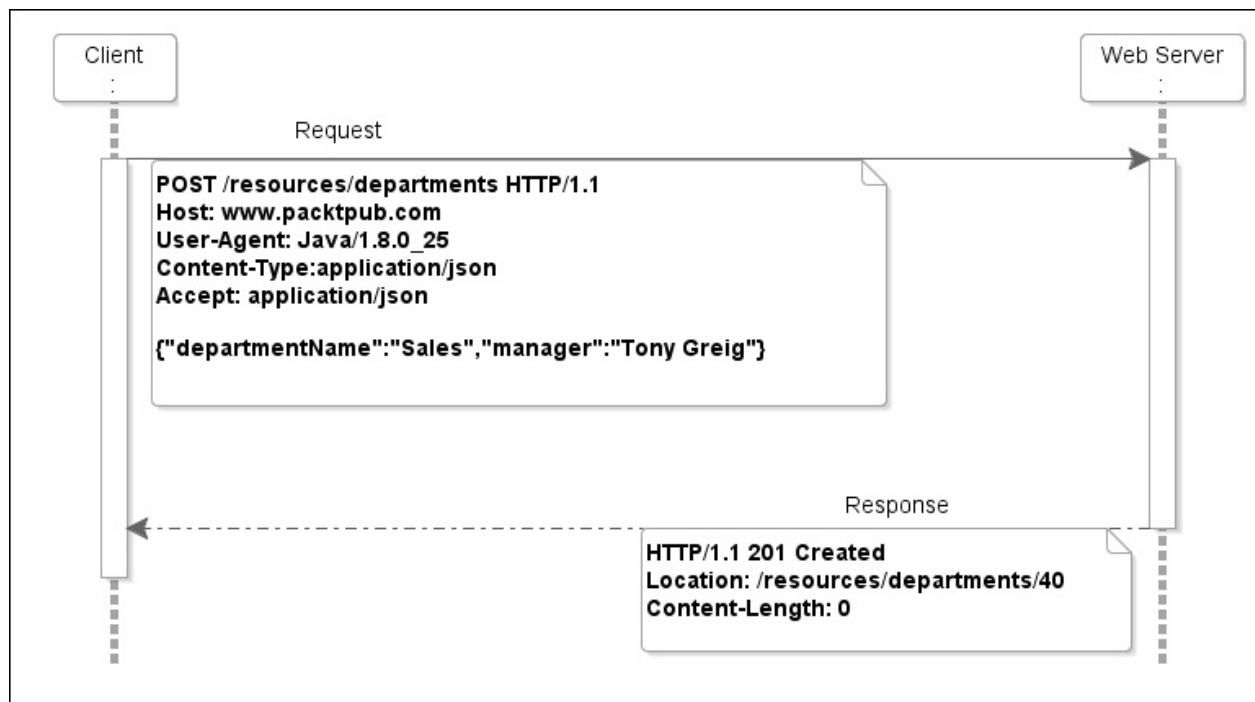 Client
:
Web Server
:
Request
POST /resources/departments HTTP/1.1
Host: www.packtpub.com
User-Agent: Java/1.8.0_25
Content-Type:application/json
Accept: application/json
{"departmentName":"Sales","manager":"Tony Greig"}
Response
HTTP/1.1 201 Created
Location: /resources/departments/40
Content-Length: 0